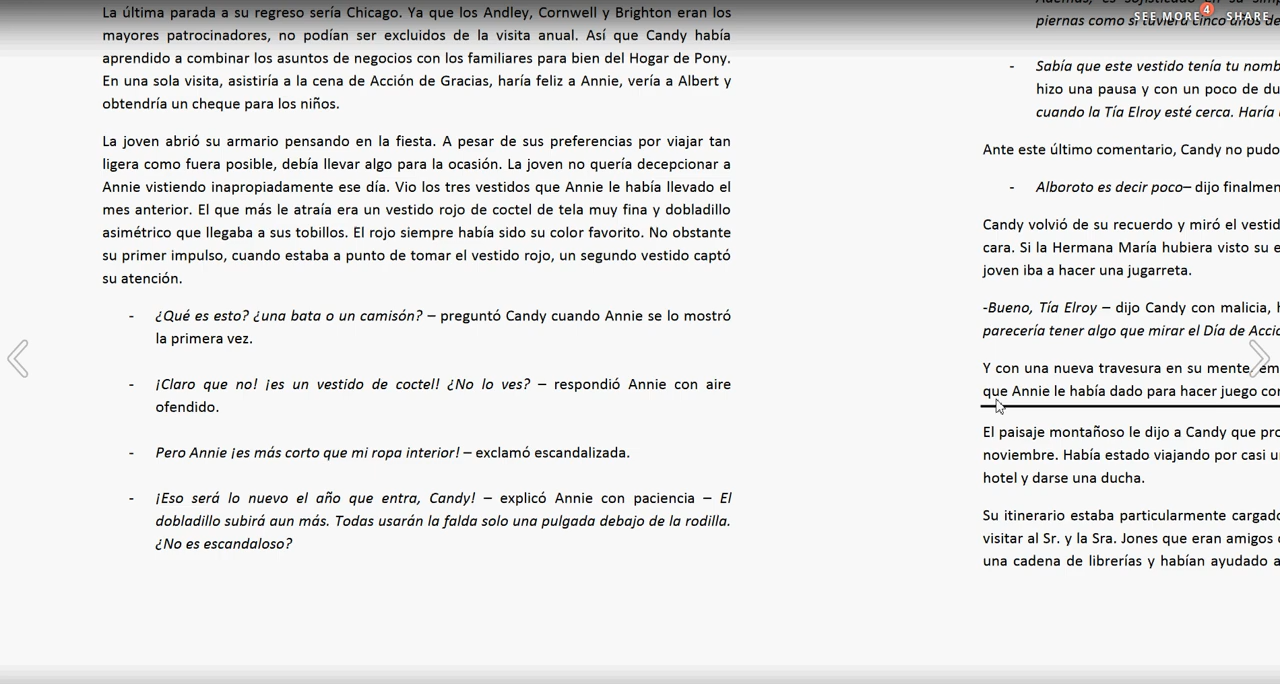 La última parada a su regreso sería Chicago. Ya que los Andley, Cornwell y Brighton eran los
mayores patrocinadores, no podían ser excluidos de la visita anual. Así que Candy había
aprendido a combinar los asuntos de negocios con los familiares para bien del Hogar de Pony.
En una sola visita, asistiría a la cena de Acción de Gracias, haría feliz a Annie, vería a Albert y
obtendría un cheque para los niños.
La joven abrió su armario pensando en la fiesta. A pesar de sus preferencias por viajar tan
ligera como fuera posible, debía llevar algo para la ocasión. La joven no quería decepcionar a
Annie vistiendo inapropiadamente ese día. Vio los tres vestidos que Annie le había llevado el
mes anterior. El que más le atraía era un vestido rojo de coctel de tela muy fina y dobladillo
asimétrico que llegaba a sus tobillos. El rojo siempre había sido su color favorito. No obstante
su primer impulso, cuando estaba a punto de tomar el vestido rojo, un segundo vestido captó
su atención.
- ¿Qué es esto? ¿una bata o un camisón? – preguntó Candy cuando Annie se lo mostró
la primera vez.
- ¡Claro que no! ¡es un vestido de coctel! ¿No lo ves? – respondió Annie con aire
ofendido.
- Pero Annie ¡es más corto que mi ropa interior! – exclamó escandalizada.
- ¡Eso será lo nuevo el año que entra, Candy! – explicó Annie con paciencia – El
dobladillo subirá aun más. Todas usarán la falda solo una pulgada debajo de la rodilla.
¿No es escandaloso?
SEE MORE 4 SHARE
piernas como si tuviera cinco años de
- Sabía que este vestido tenía tu nomb
hizo una pausa y con un poco de du
cuando la Tía Elroy esté cerca. Haría
Ante este último comentario, Candy no pudo
- Alboroto es decir poco– dijo finalmen
Candy volvió de su recuerdo y miró el vestid
cara. Si la Hermana María hubiera visto su e
joven iba a hacer una jugarreta.
-Bueno, Tía Elroy – dijo Candy con malicia, h
parecería tener algo que mirar el Día de Acci
Y con una nueva travesura en su mente, em
que Annie le había dado para hacer juego con
El paisaje montañoso le dijo a Candy que pro
noviembre. Había estado viajando por casi u
hotel y darse una ducha.
Su itinerario estaba particularmente cargado
visitar al Sr. y la Sra. Jones que eran amigos
una cadena de librerías y habían ayudado a